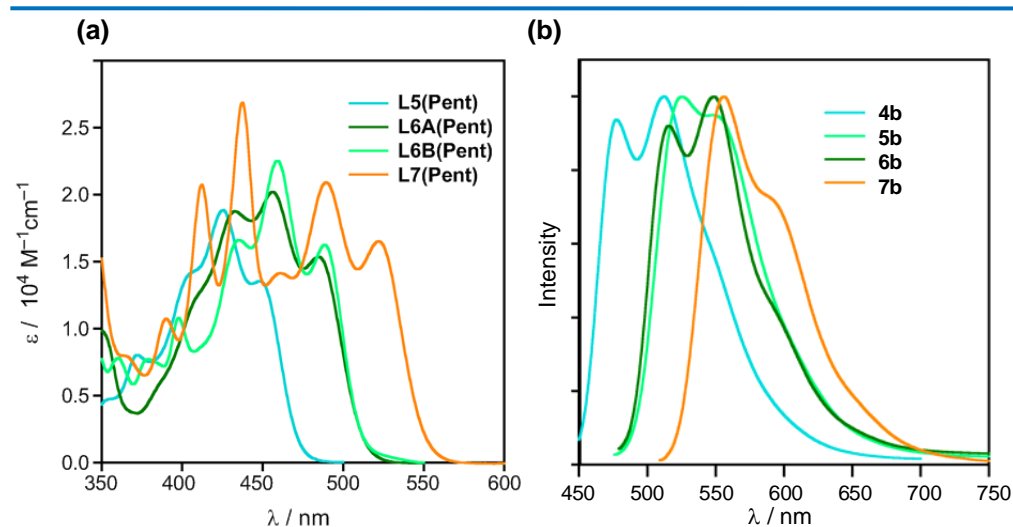 (a)
(b)
L5(Pent)
L6A(Pent)
L6B(Pent)
L7(Pent)
4b
5b
6b
7b
2.5
2.0
1.5
1.0
0.5
0.0
ε / 10⁴ M⁻¹cm⁻¹
Intensity
350 400 450 500 550 600
λ / nm
450 500 550 600 650 700 750
λ / nm